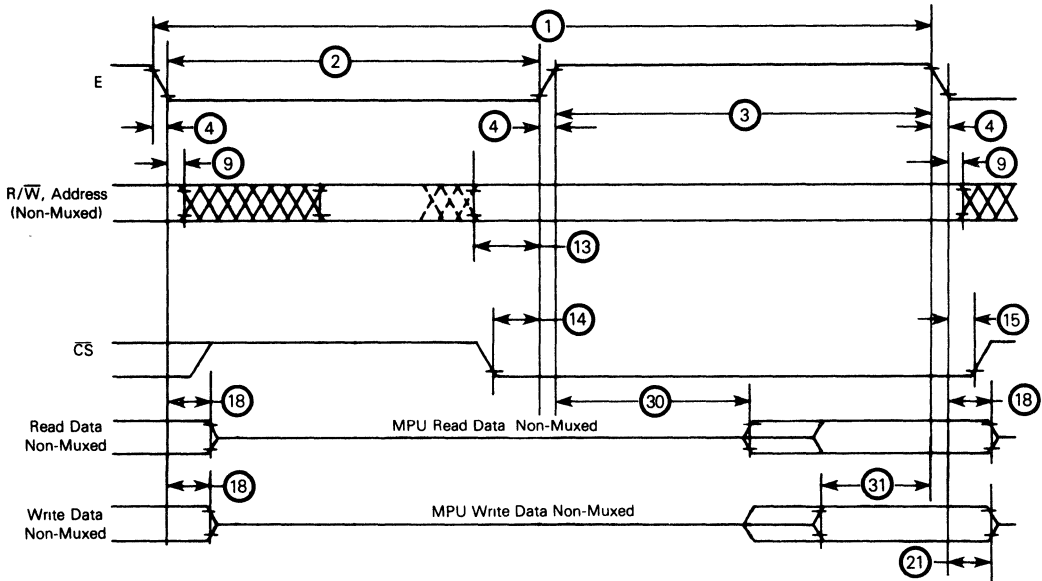 1
2
E
4
4
3
4
9
9
R/W̅, Address
(Non-Muxed)
13
14
15
C̅S̅
18
30
18
Read Data
Non-Muxed
MPU Read Data Non-Muxed
18
31
Write Data
Non-Muxed
MPU Write Data Non-Muxed
21